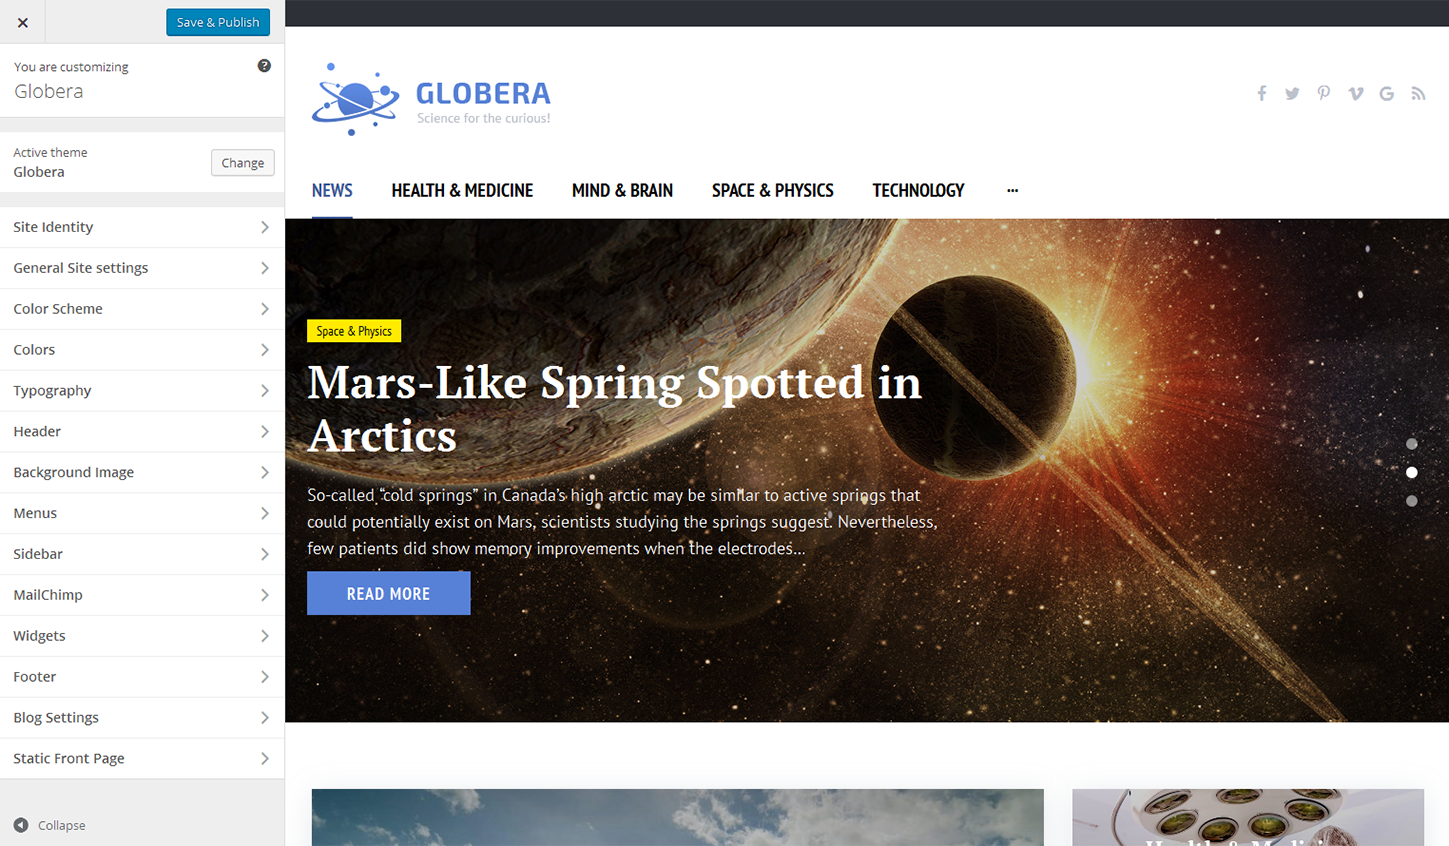 Save & Publish
You are customizing
Globera
Active theme
Globera
Change
Site Identity
General Site settings
Color Scheme
Colors
Typography
Header
Background Image
Menus
Sidebar
MailChimp
Widgets
Footer
Blog Settings
Static Front Page
Collapse
GLOBERA
Science for the curious!
NEWS HEALTH & MEDICINE MIND & BRAIN SPACE & PHYSICS TECHNOLOGY ...
Space & Physics
Mars-Like Spring Spotted in
Arctics
So-called “cold springs” in Canada’s high arctic may be similar to active springs that
could potentially exist on Mars, scientists studying the springs suggest. Nevertheless,
few patients did show memory improvements when the electrodes...
READ MORE